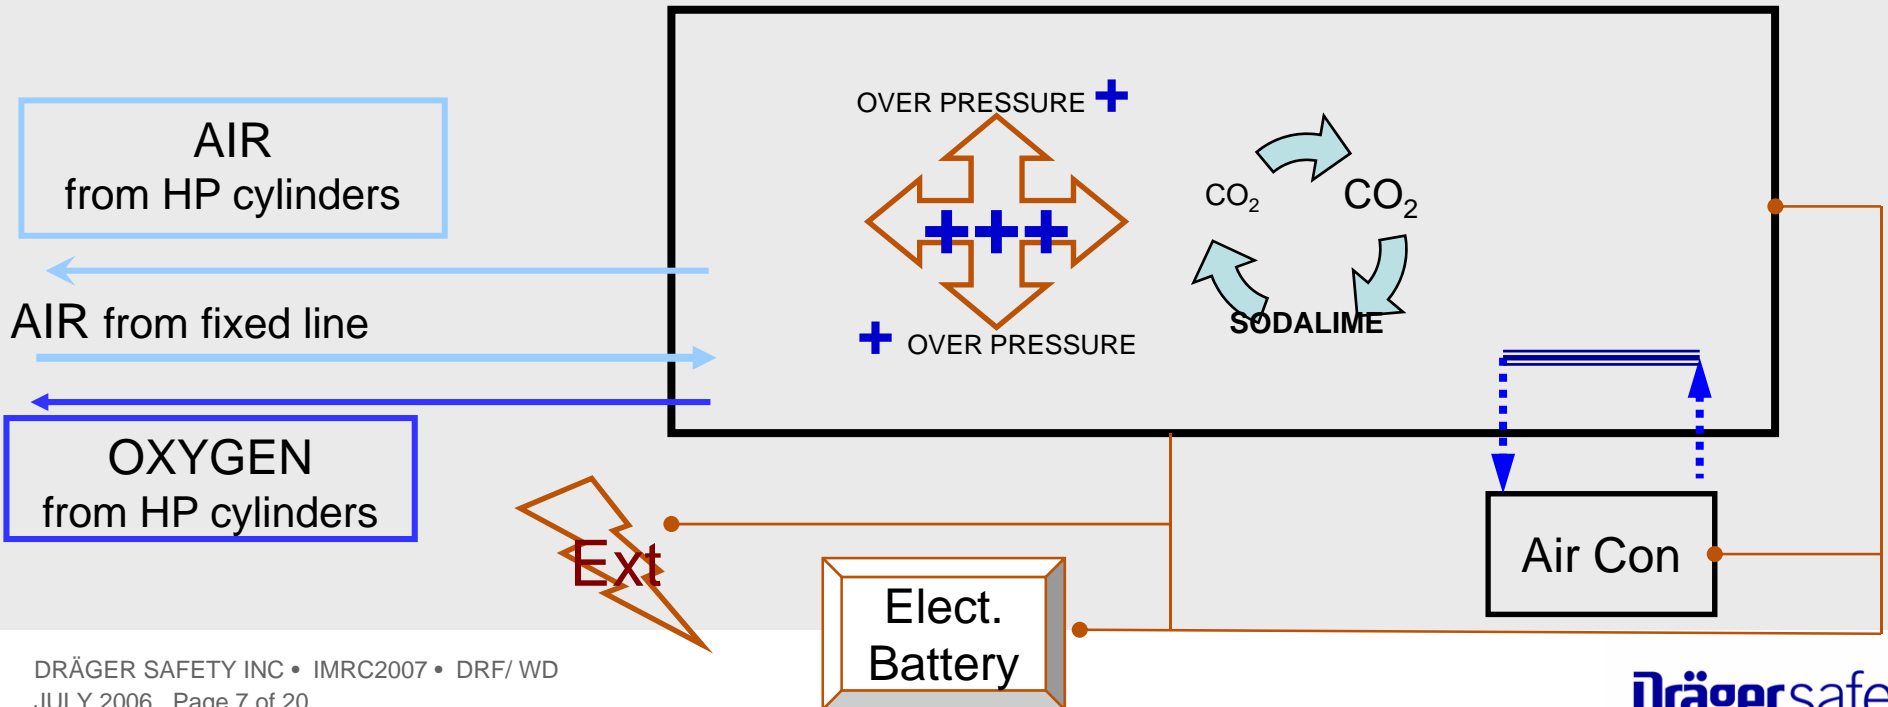 OVER PRESSURE +
AIR
from HP cylinders
CO₂
CO₂
+++
AIR from fixed line
SODALIME
+ OVER PRESSURE
OXYGEN
from HP cylinders
Ext
Air Con
Elect.
Battery
DRÄGER SAFETY INC • IMRC2007 • DRF/ WD
JULY 2006 Page 7 of 20
Drägersafe